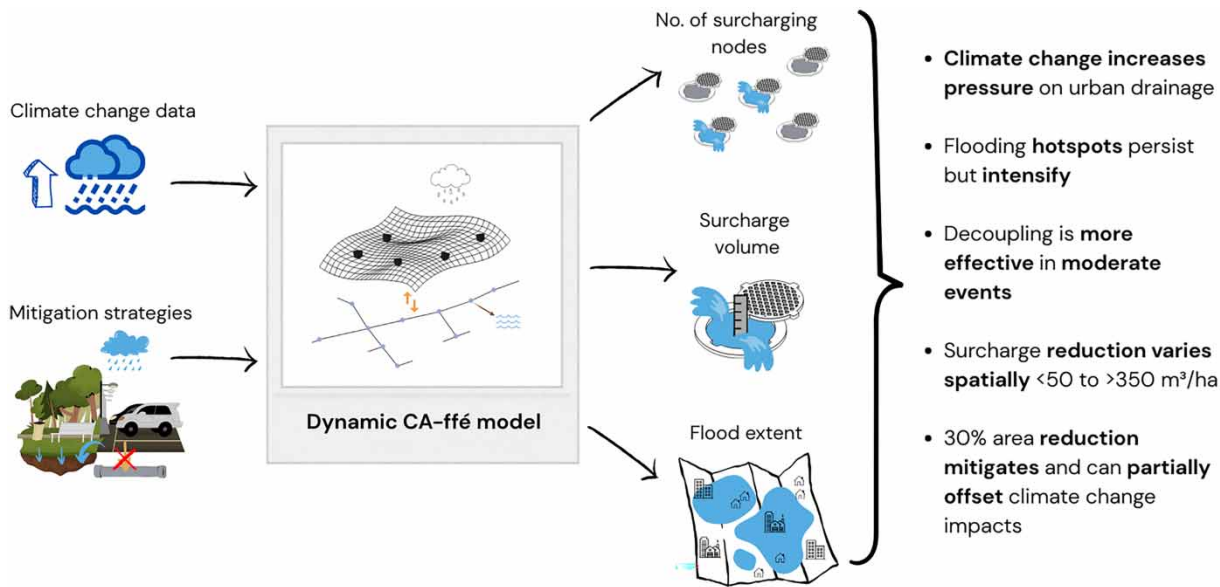 Climate change data
Mitigation strategies
Dynamic CA-ffé model
No. of surcharging
nodes
Surcharge
volume
Flood extent
• Climate change increases
pressure on urban drainage
• Flooding hotspots persist
but intensify
• Decoupling is more
effective in moderate
events
• Surcharge reduction varies
spatially <50 to >350 m³/ha
• 30% area reduction
mitigates and can partially
offset climate change
impacts